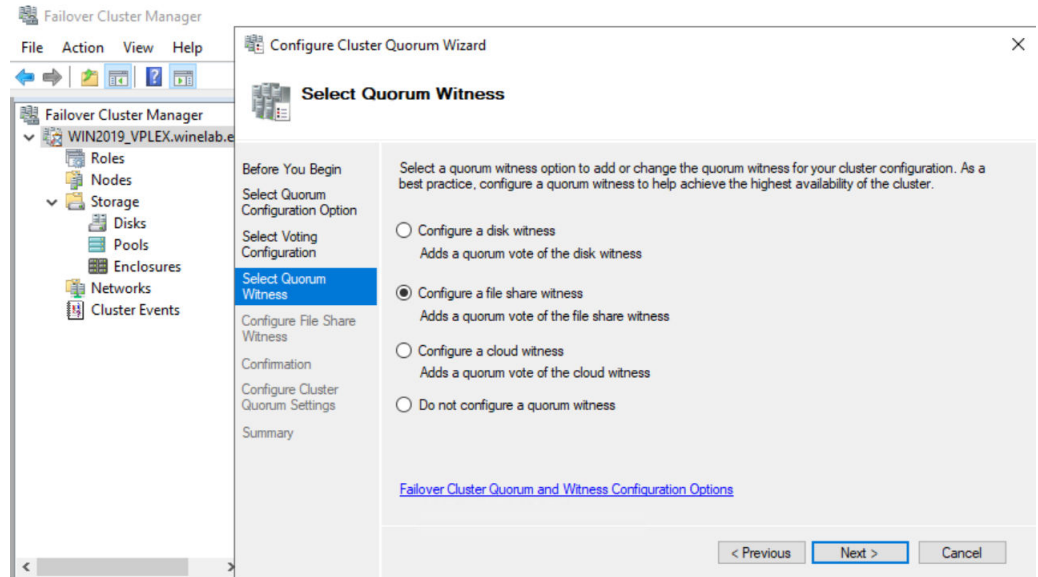 Failover Cluster Manager
File Action View Help
Failover Cluster Manager
WIN2019_VPLEX.winelab.e
Roles
Nodes
Storage
Disks
Pools
Enclosures
Networks
Cluster Events
Configure Cluster Quorum Wizard
Select Quorum Witness
Before You Begin
Select Quorum
Configuration Option
Select Voting
Configuration
Select Quorum
Witness
Configure File Share
Witness
Confirmation
Configure Cluster
Quorum Settings
Summary
Select a quorum witness option to add or change the quorum witness for your cluster configuration. As a
best practice, configure a quorum witness to help achieve the highest availability of the cluster.
Configure a disk witness
Adds a quorum vote of the disk witness
Configure a file share witness
Adds a quorum vote of the file share witness
Configure a cloud witness
Adds a quorum vote of the cloud witness
Do not configure a quorum witness
Failover Cluster Quorum and Witness Configuration Options
< Previous Next > Cancel